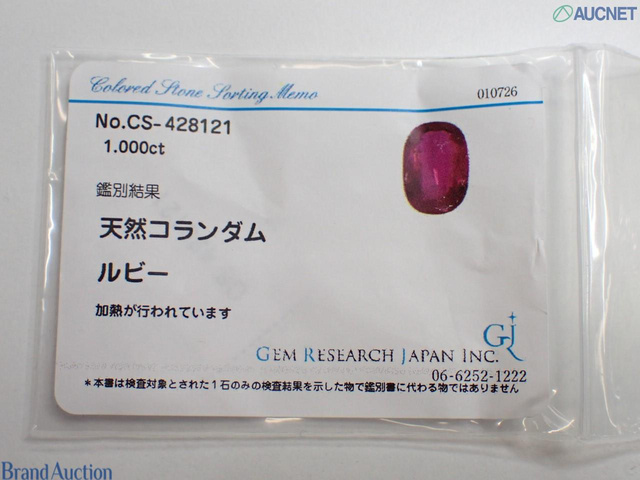 AUCNET
Colored Stone Sorting Memo
010726
No.CS-428121
1.000ct
鑑別結果
天然コランダム
ルビー
加熱が行われています
GJR
GEM RESEARCH JAPAN INC.
06-6252-1222
*本書は検査対象とされた1石のみの検査結果を示した物で鑑別書に代わる物ではありません
Brand Auction